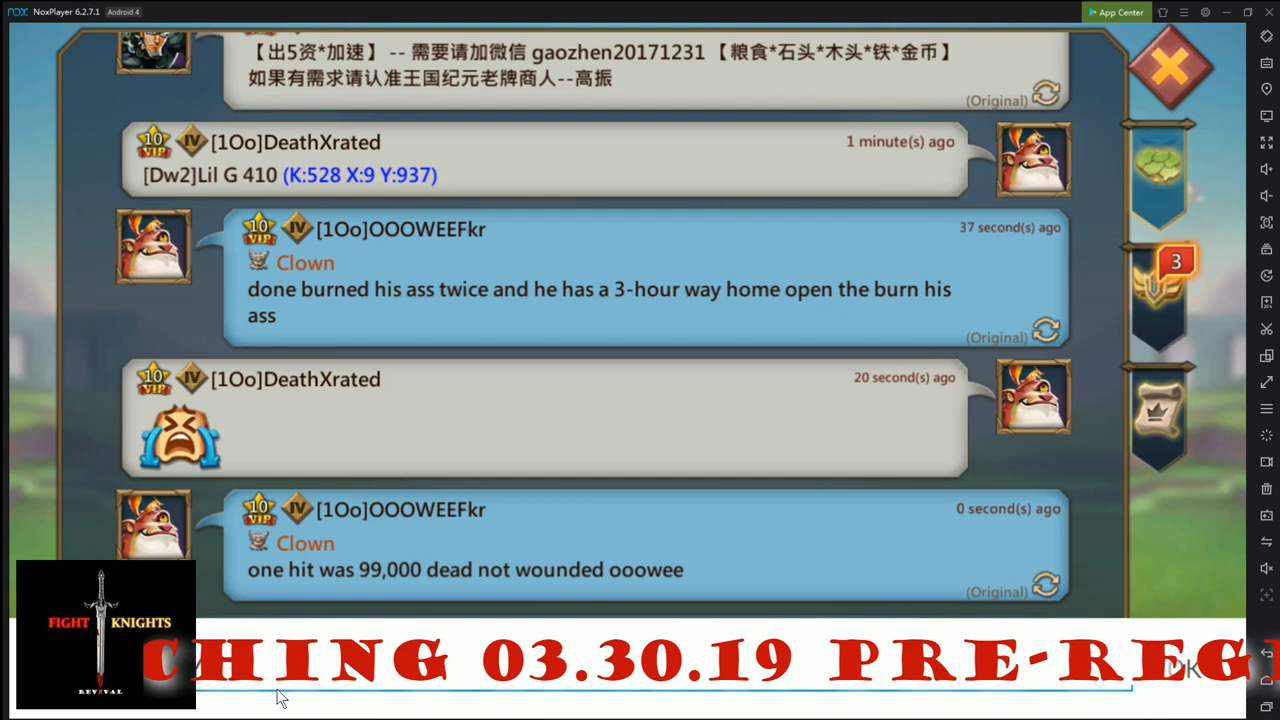 NoxPlayer 6.2.7.1 Android 4
App Center
【出5资*加速】 -- 需要请加微信 gaozhen20171231 【粮食*石头*木头*铁*金币】
如果有需求请认准王国纪元老牌商人--高振
(Original)
10 VIP IV [1Oo]DeathXrated 1 minute(s) ago
[Dw2]Lil G 410 (K:528 X:9 Y:937)
10 VIP IV [1Oo]OOOWEEFkr 37 second(s) ago
Clown
done burned his ass twice and he has a 3-hour way home open the burn his
ass
(Original)
3
10 VIP IV [1Oo]DeathXrated 20 second(s) ago
10 VIP IV [1Oo]OOOWEEFkr 0 second(s) ago
Clown
one hit was 99,000 dead not wounded ooowee
(Original)
FIGHT KNIGHTS
REVIVAL
CHING 03.30.19 PRE-REG
OK